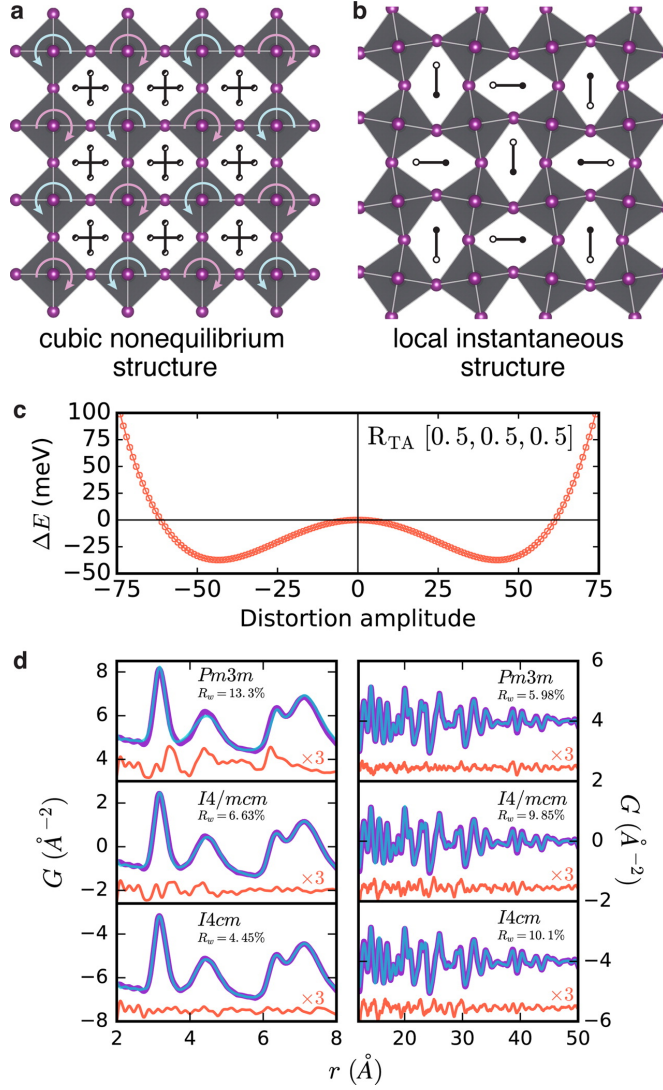 a
b
cubic nonequilibrium
structure
local instantaneous
structure
c
100
75
50
25
0
−25
−50
ΔE (meV)
R_TA [0.5, 0.5, 0.5]
−75 −50 −25 0 25 50 75
Distortion amplitude
d
8
6
4
0
−2
−4
−6
−8
G (Å⁻²)
Pm3m
R_w = 13.3%
×3
I4/mcm
R_w = 6.63%
×3
I4cm
R_w = 4.45%
×3
2 4 6 8
Pm3m
R_w = 5.98%
×3
I4/mcm
R_w = 9.85%
×3
I4cm
R_w = 10.1%
×3
20 30 40 50
6
4
2
0
−2
−4
−6
G (Å⁻²)
r (Å)